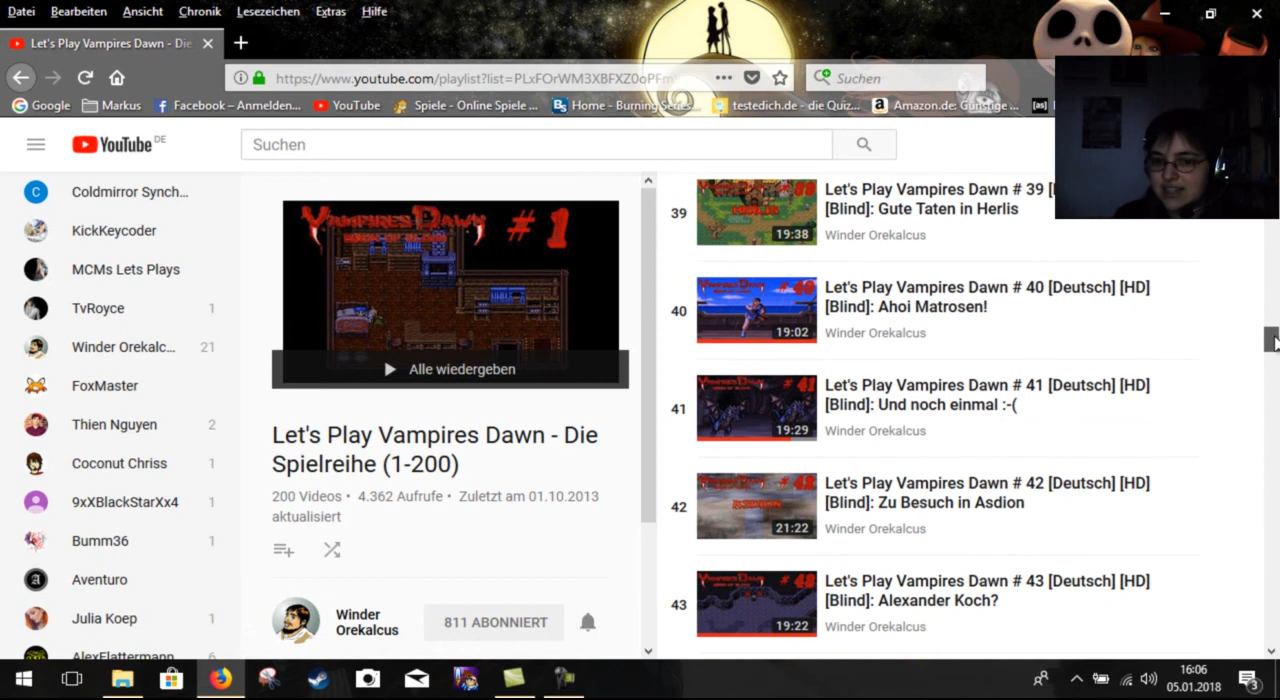 Datei Bearbeiten Ansicht Chronik Lesezeichen Extras Hilfe
Let's Play Vampires Dawn - Die
https://www.youtube.com/playlist?list=PLxFOrWM3XBFXZ0oPFm
Suchen
Google Markus Facebook – Anmelden... YouTube Spiele - Online Spiele ... Home - Burning Series... testedich.de - die Quiz... Amazon.de: Günstige ... [as]
YouTube DE
Suchen
Coldmirror Synch...
KickKeycoder
MCMs Lets Plays
TvRoyce 1
Winder Orekalc... 21
FoxMaster
Thien Nguyen 2
Coconut Chriss 1
9xXBlackStarXx4 1
Bumm36 1
Aventuro
Julia Koep 1
AlexFlattermann 6
Vampires Dawn # 1
Alle wiedergeben
Let's Play Vampires Dawn - Die
Spielreihe (1-200)
200 Videos • 4.362 Aufrufe • Zuletzt am 01.10.2013
aktualisiert
Winder
Orekalcus
811 ABONNIERT
39
19:38
Let's Play Vampires Dawn # 39
[Blind]: Gute Taten in Herlis
Winder Orekalcus
40
19:02
Let's Play Vampires Dawn # 40 [Deutsch] [HD]
[Blind]: Ahoi Matrosen!
Winder Orekalcus
41
19:29
Let's Play Vampires Dawn # 41 [Deutsch] [HD]
[Blind]: Und noch einmal :-(
Winder Orekalcus
42
21:22
Let's Play Vampires Dawn # 42 [Deutsch] [HD]
[Blind]: Zu Besuch in Asdion
Winder Orekalcus
43
19:22
Let's Play Vampires Dawn # 43 [Deutsch] [HD]
[Blind]: Alexander Koch?
Winder Orekalcus
16:06
05.01.2018
3